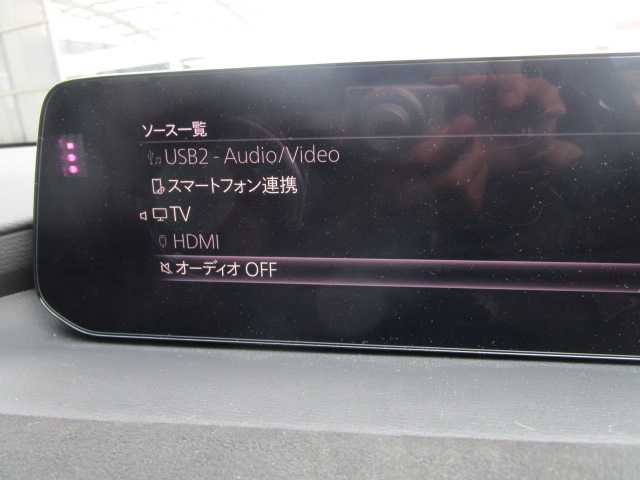 ソース一覧
USB2 - Audio/Video
スマートフォン連携
TV
HDMI
オーディオ OFF